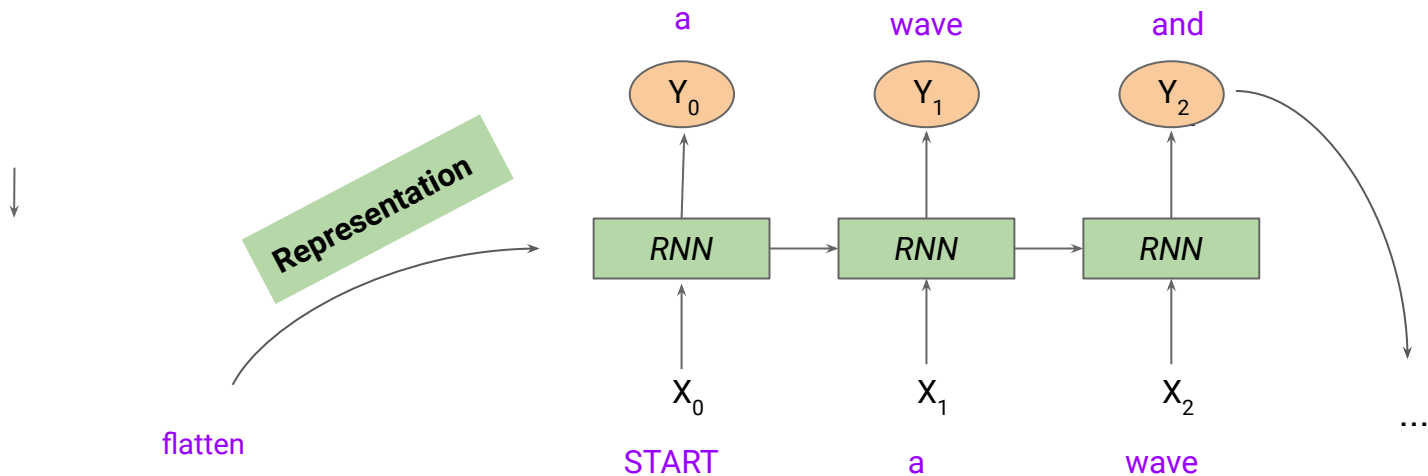 a wave and
Y0 Y1 Y2
Representation
RNN RNN RNN
X0 X1 X2
...
flatten
START a wave